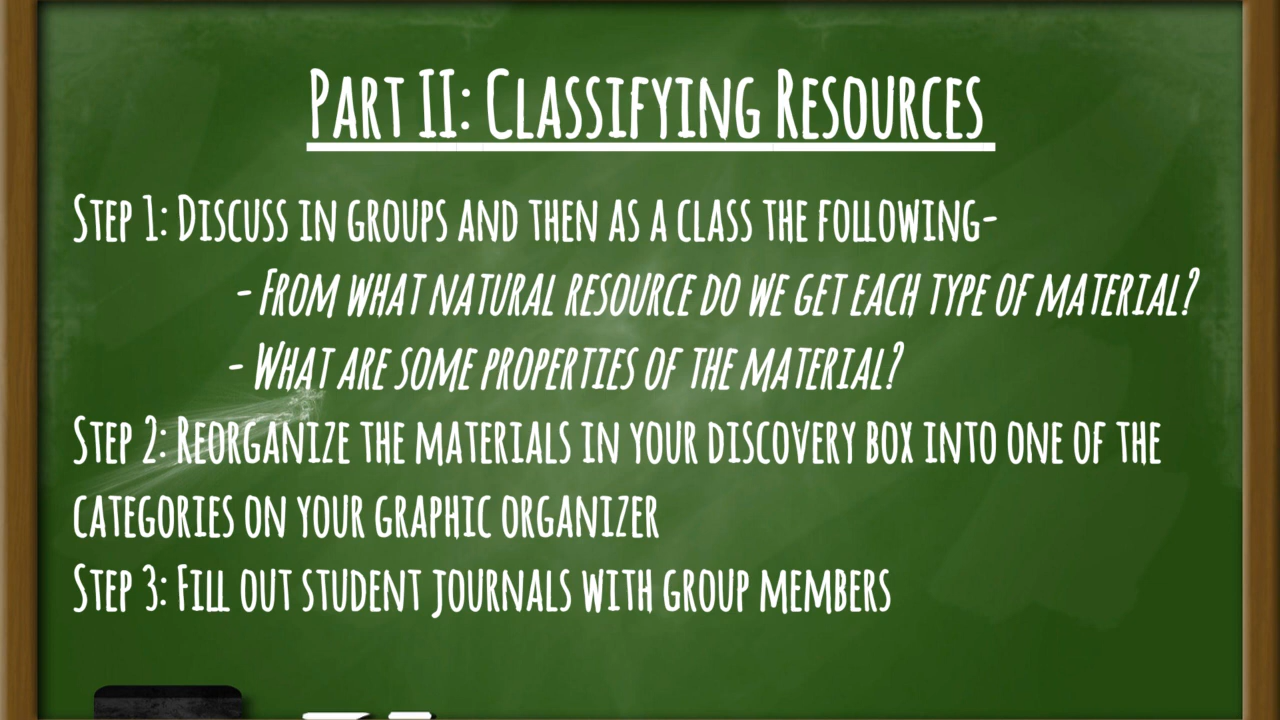 Part II: Classifying Resources
Step 1: Discuss in groups and then as a class the following-
- From what natural resource do we get each type of material?
- What are some properties of the material?
Step 2: Reorganize the materials in your discovery box into one of the
categories on your graphic organizer
Step 3: Fill out student journals with group members